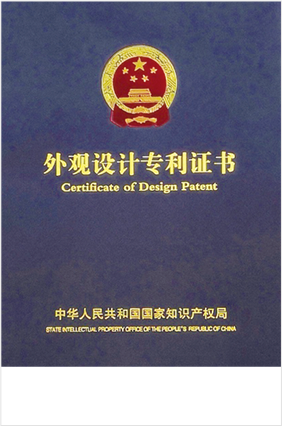 外观设计专利证书
Certificate of Design Patent
中华人民共和国国家知识产权局
STATE INTELLECTUAL PROPERTY OFFICE OF THE PEOPLE'S REPUBLIC OF CHINA